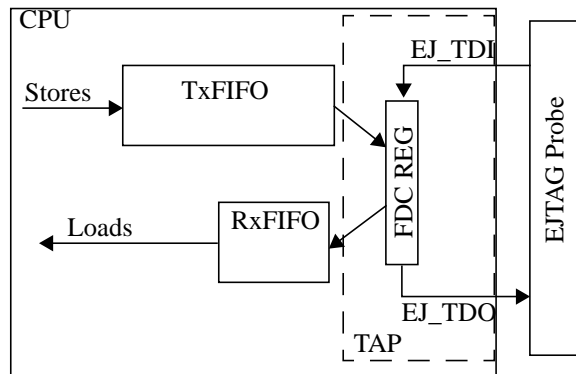 CPU
EJ_TDI
Stores
TxFIFO
FDC REG
EJTAG Probe
RxFIFO
Loads
EJ_TDO
TAP